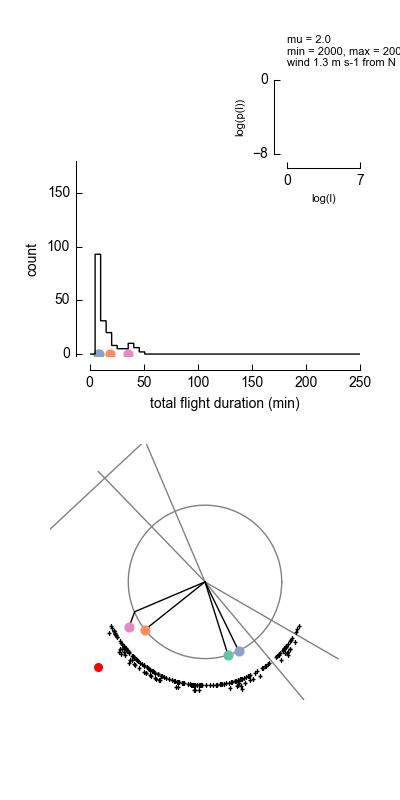 mu = 2.0
min = 2000, max = 200
wind 1.3 m s-1 from N
0
log(p(l))
−8
0 7
log(l)
150
100
count
50
0
0 50 100 150 200 250
total flight duration (min)